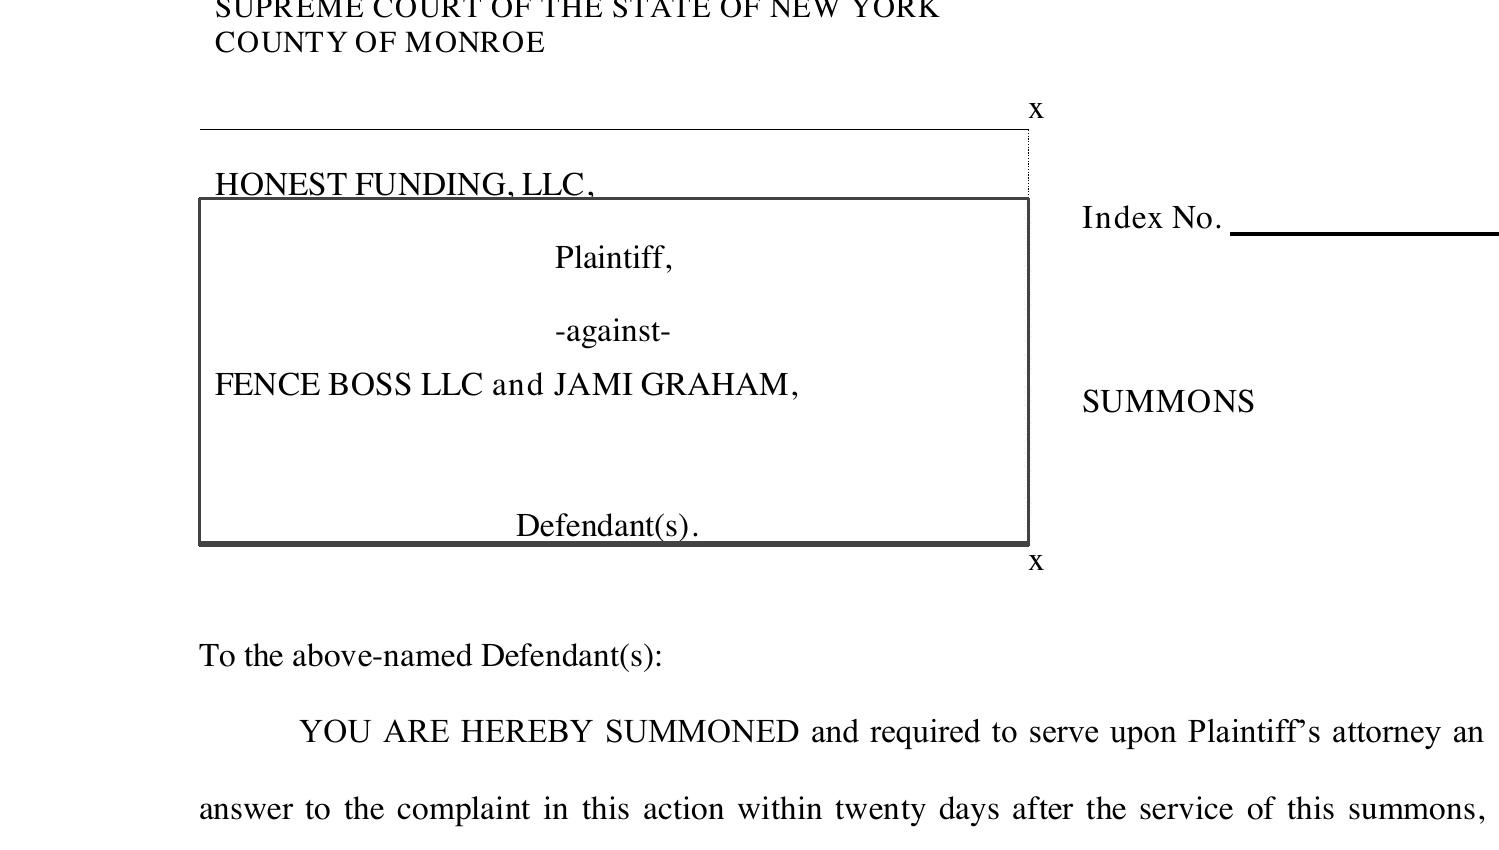 SUPREME COURT OF THE STATE OF NEW YORK
COUNTY OF MONROE
x
HONEST FUNDING, LLC,
Index No.
Plaintiff,
-against-
FENCE BOSS LLC and JAMI GRAHAM,
SUMMONS
Defendant(s).
x
To the above-named Defendant(s):
YOU ARE HEREBY SUMMONED and required to serve upon Plaintiff’s attorney an
answer to the complaint in this action within twenty days after the service of this summons,